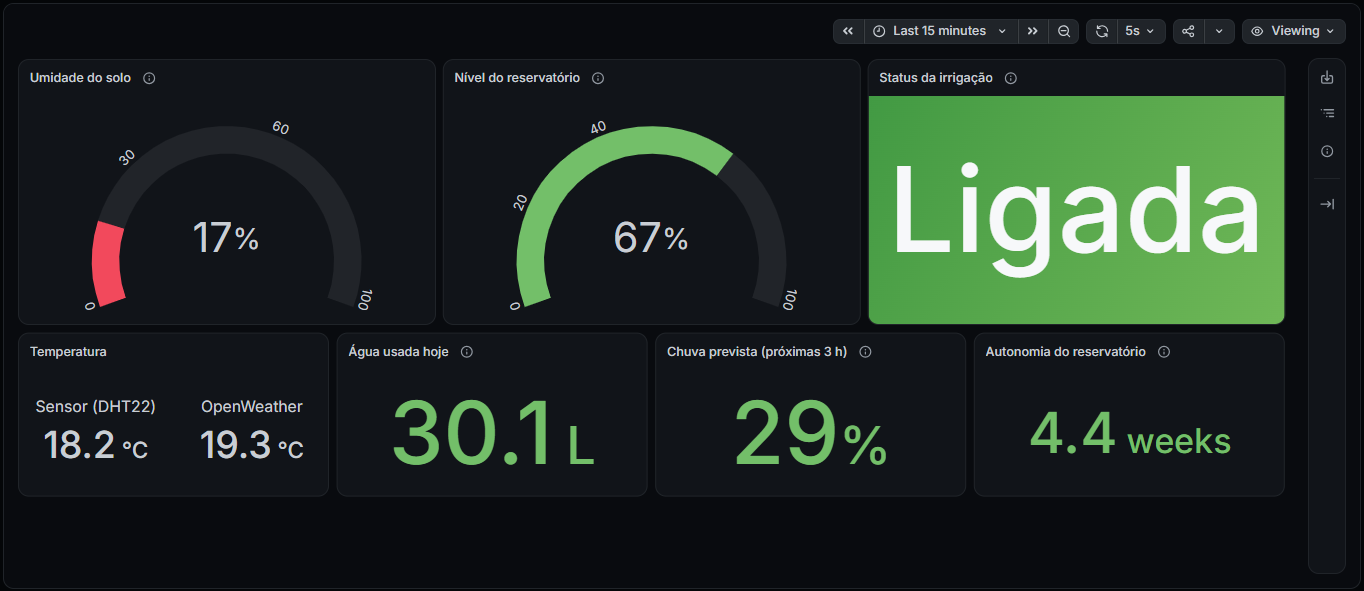 Last 15 minutes
5s
Viewing
Umidade do solo
0
30
60
100
17%
Nível do reservatório
0
20
40
100
67%
Status da irrigação
Ligada
Temperatura
Sensor (DHT22)
18.2 °C
OpenWeather
19.3 °C
Água usada hoje
30.1 L
Chuva prevista (próximas 3 h)
29%
Autonomia do reservatório
4.4 weeks